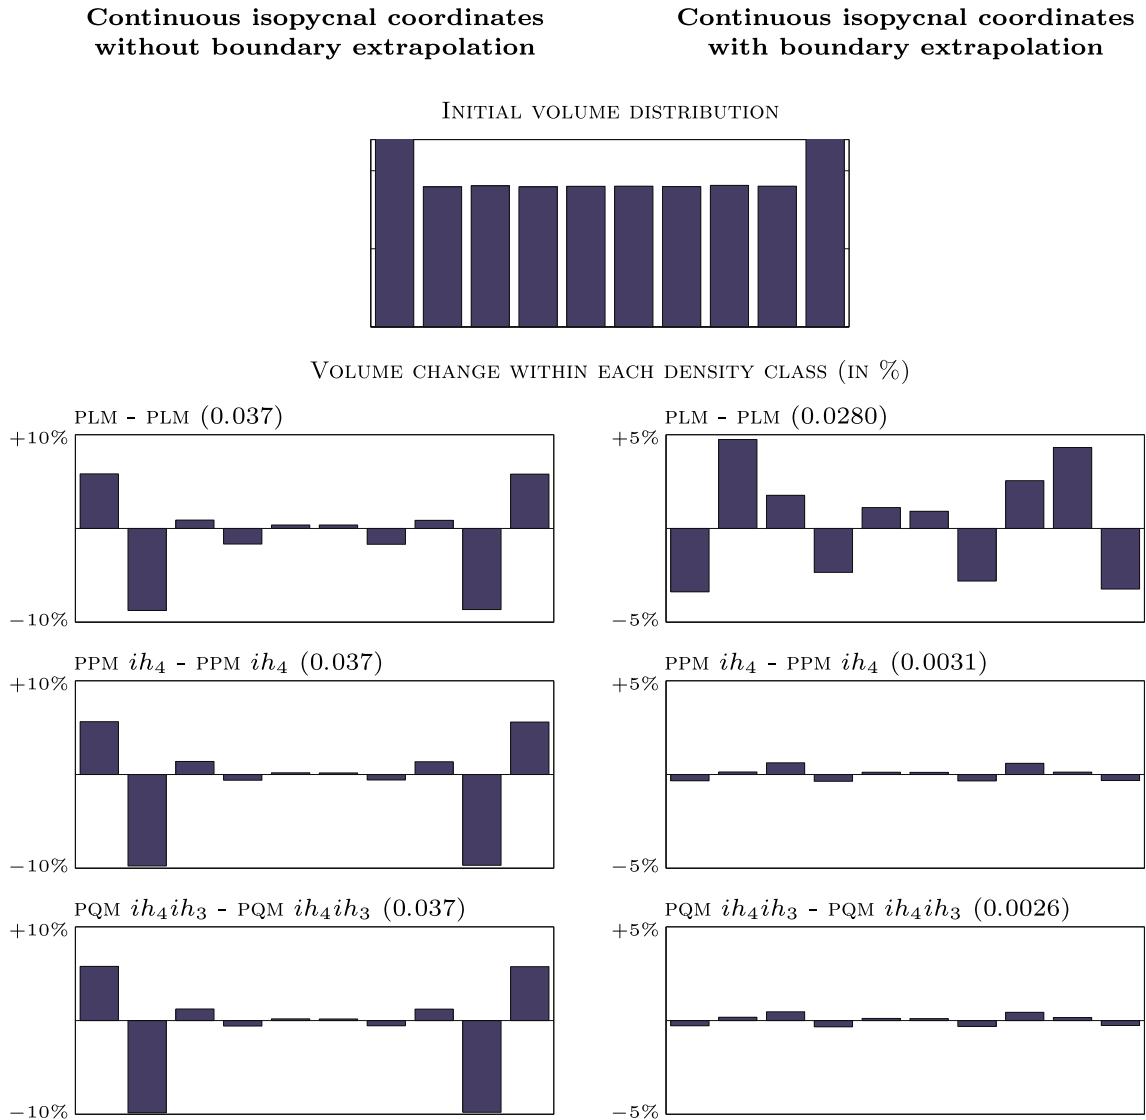 Continuous isopycnal coordinates
without boundary extrapolation
Continuous isopycnal coordinates
with boundary extrapolation
Initial volume distribution
Volume change within each density class (in %)
plm - plm (0.037)
+10%
−10%
plm - plm (0.0280)
+5%
−5%
ppm ih₄ - ppm ih₄ (0.037)
+10%
−10%
ppm ih₄ - ppm ih₄ (0.0031)
+5%
−5%
pqm ih₄ih₃ - pqm ih₄ih₃ (0.037)
+10%
−10%
pqm ih₄ih₃ - pqm ih₄ih₃ (0.0026)
+5%
−5%